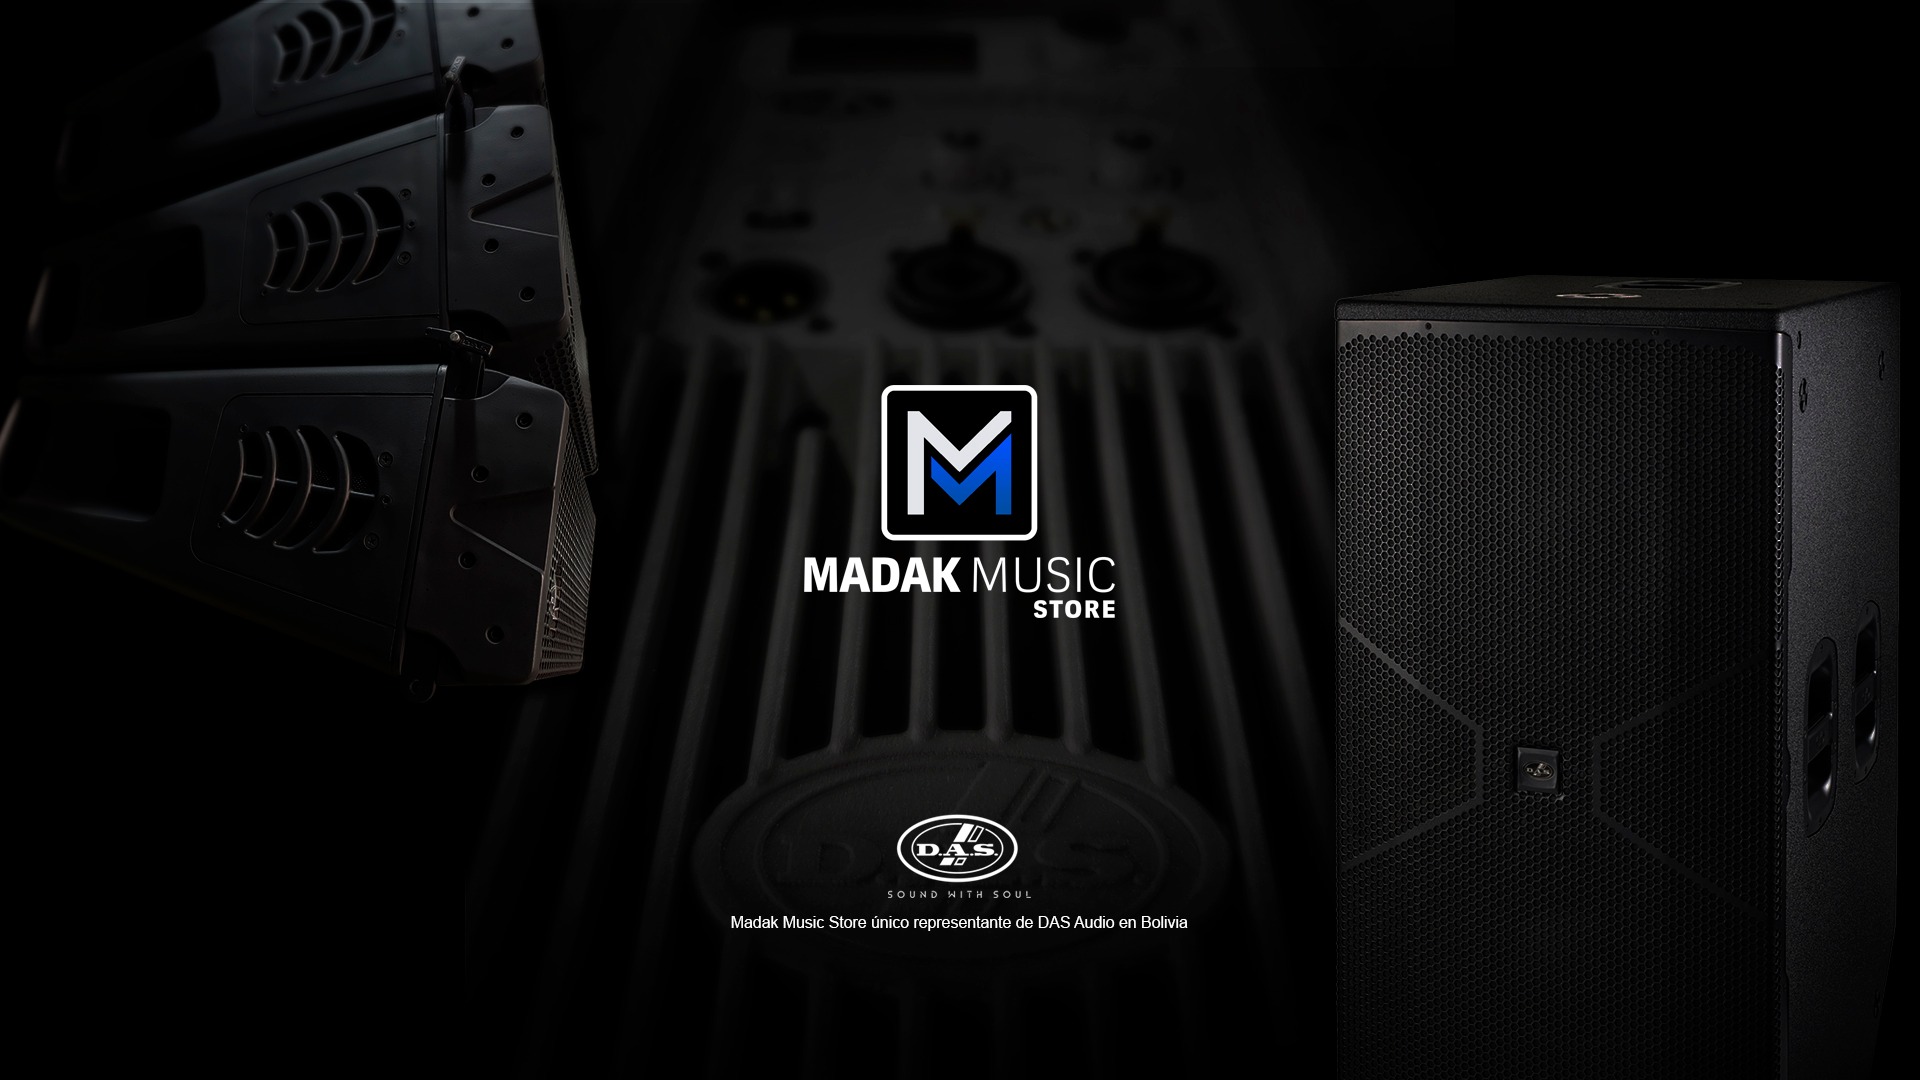 MADAK MUSIC
STORE
D.A.S.
D.A.S.
D.A.S.
SOUND WITH SOUL
Madak Music Store único representante de DAS Audio en Bolivia